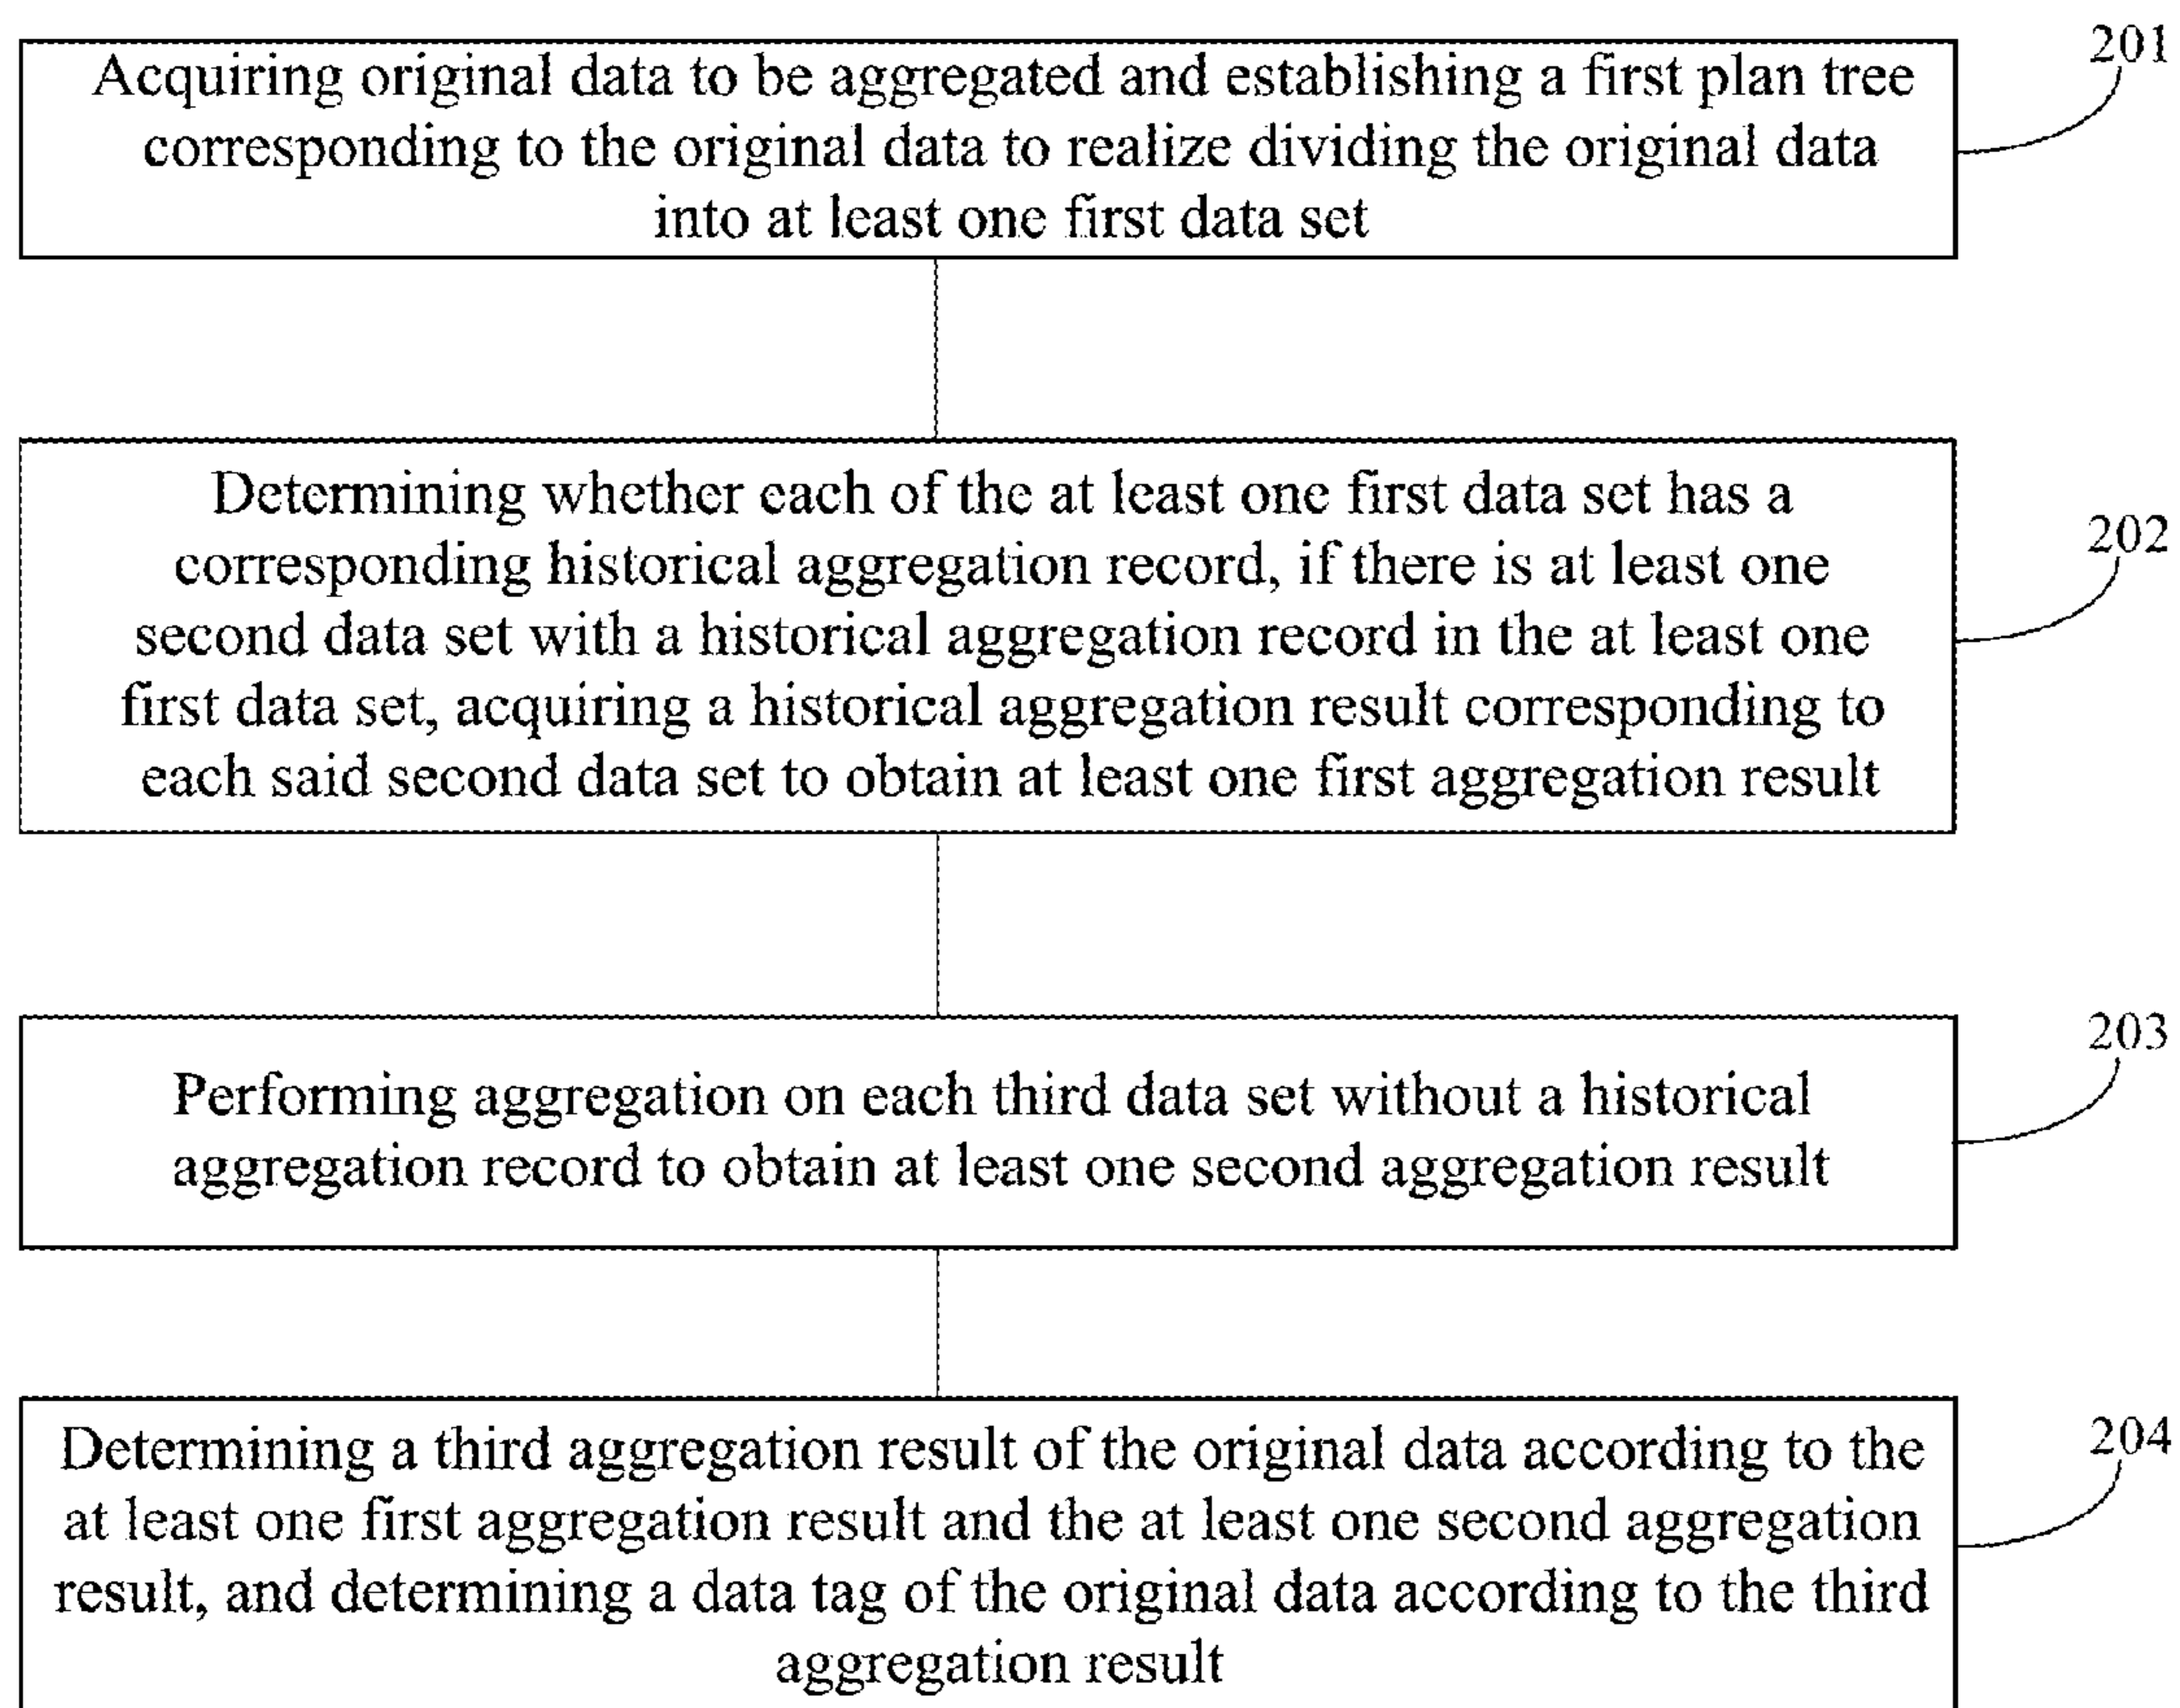 201
Acquiring original data to be aggregated and establishing a first plan tree
corresponding to the original data to realize dividing the original data
into at least one first data set
Determining whether each of the at least one first data set has a
corresponding historical aggregation record, if there is at least one
second data set with a historical aggregation record in the at least one
first data set, acquiring a historical aggregation result corresponding to
each said second data set to obtain at least one first aggregation result
202
Performing aggregation on each third data set without a historical
aggregation record to obtain at least one second aggregation result
203
Determining a third aggregation result of the original data according to the
at least one first aggregation result and the at least one second aggregation
result, and determining a data tag of the original data according to the third
aggregation result
204